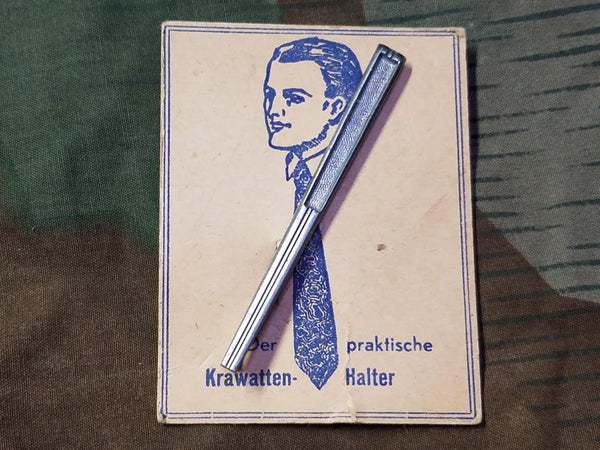 Der praktische
Krawatten- Halter